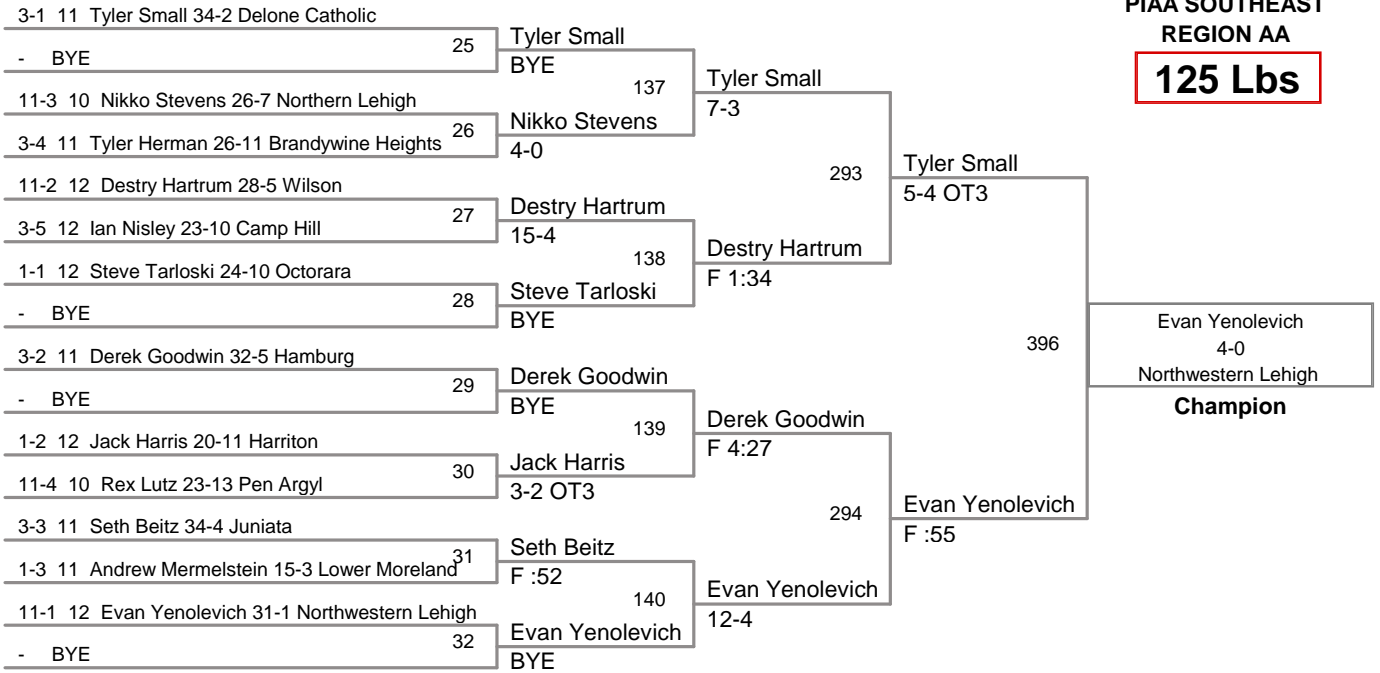 PIAA SOUTHEAST
REGION AA
125 Lbs
3-1 11 Tyler Small 34-2 Delone Catholic
- BYE
11-3 10 Nikko Stevens 26-7 Northern Lehigh
3-4 11 Tyler Herman 26-11 Brandywine Heights
11-2 12 Destry Hartrum 28-5 Wilson
3-5 12 Ian Nisley 23-10 Camp Hill
1-1 12 Steve Tarloski 24-10 Octorara
- BYE
3-2 11 Derek Goodwin 32-5 Hamburg
- BYE
1-2 12 Jack Harris 20-11 Harriton
11-4 10 Rex Lutz 23-13 Pen Argyl
3-3 11 Seth Beitz 34-4 Juniata
1-3 11 Andrew Mermelstein 15-3 Lower Moreland
11-1 12 Evan Yenolevich 31-1 Northwestern Lehigh
- BYE
25
26
27
28
29
30
31
32
Tyler Small
BYE
Nikko Stevens
4-0
Destry Hartrum
15-4
Steve Tarloski
BYE
Derek Goodwin
BYE
Jack Harris
3-2 OT3
Seth Beitz
F :52
Evan Yenolevich
BYE
137
138
139
140
Tyler Small
7-3
Destry Hartrum
F 1:34
Derek Goodwin
F 4:27
Evan Yenolevich
12-4
293
294
Tyler Small
5-4 OT3
Evan Yenolevich
F :55
396
Evan Yenolevich
4-0
Northwestern Lehigh
Champion